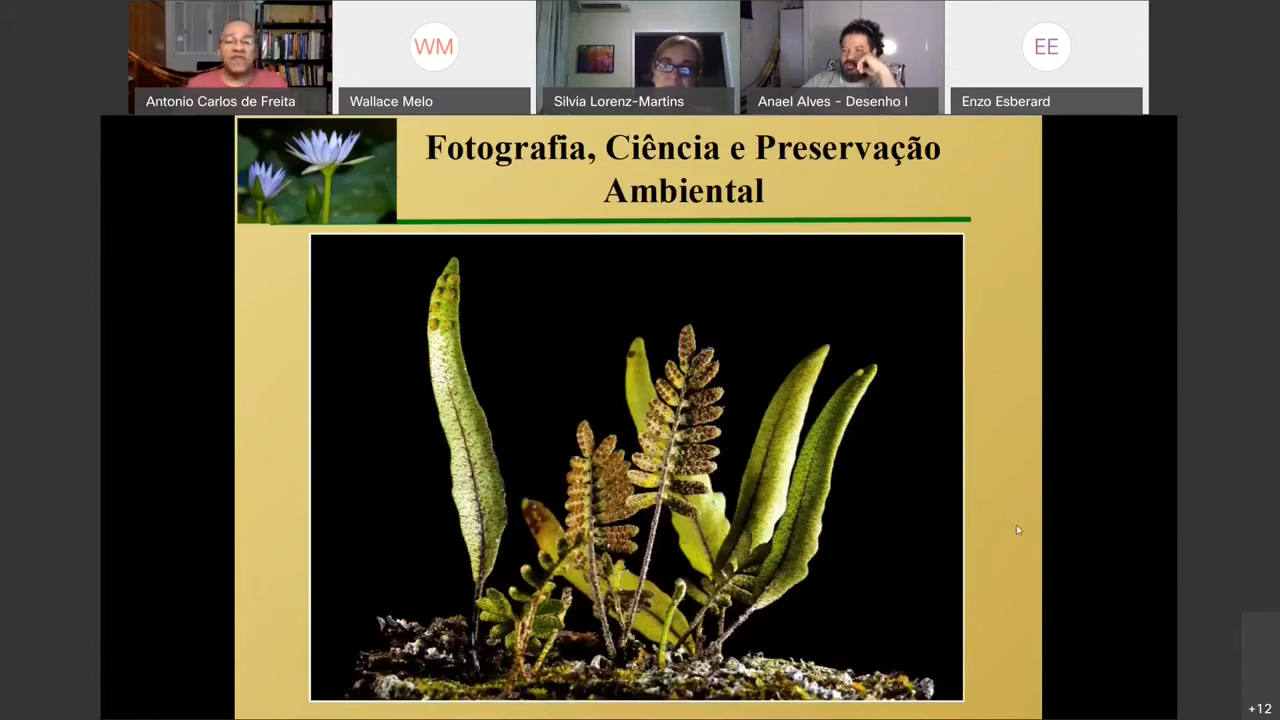 WM
EE
Antonio Carlos de Freita
Wallace Melo
Silvia Lorenz-Martins
Anael Alves - Desenho I
Enzo Esberard
Fotografia, Ciência e Preservação
Ambiental
+12